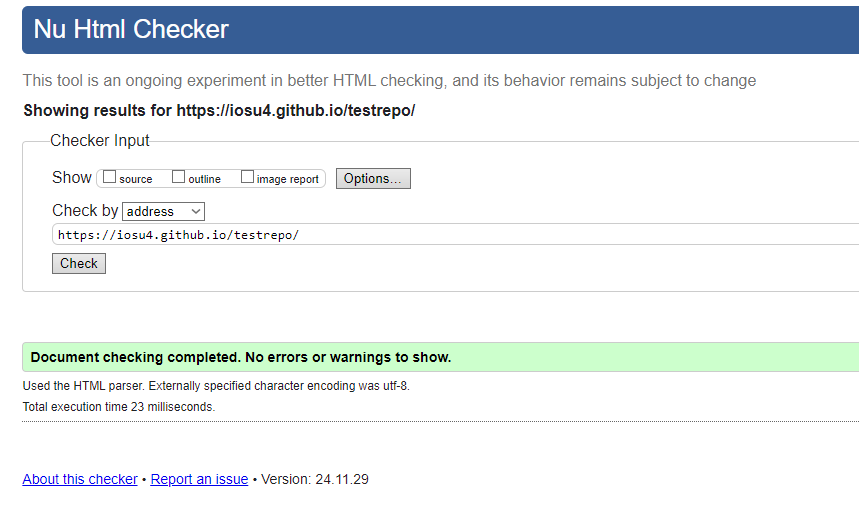 Nu Html Checker
This tool is an ongoing experiment in better HTML checking, and its behavior remains subject to change
Showing results for https://iosu4.github.io/testrepo/
Checker Input
Show source outline image report Options...
Check by address
https://iosu4.github.io/testrepo/
Check
Document checking completed. No errors or warnings to show.
Used the HTML parser. Externally specified character encoding was utf-8.
Total execution time 23 milliseconds.
About this checker • Report an issue • Version: 24.11.29